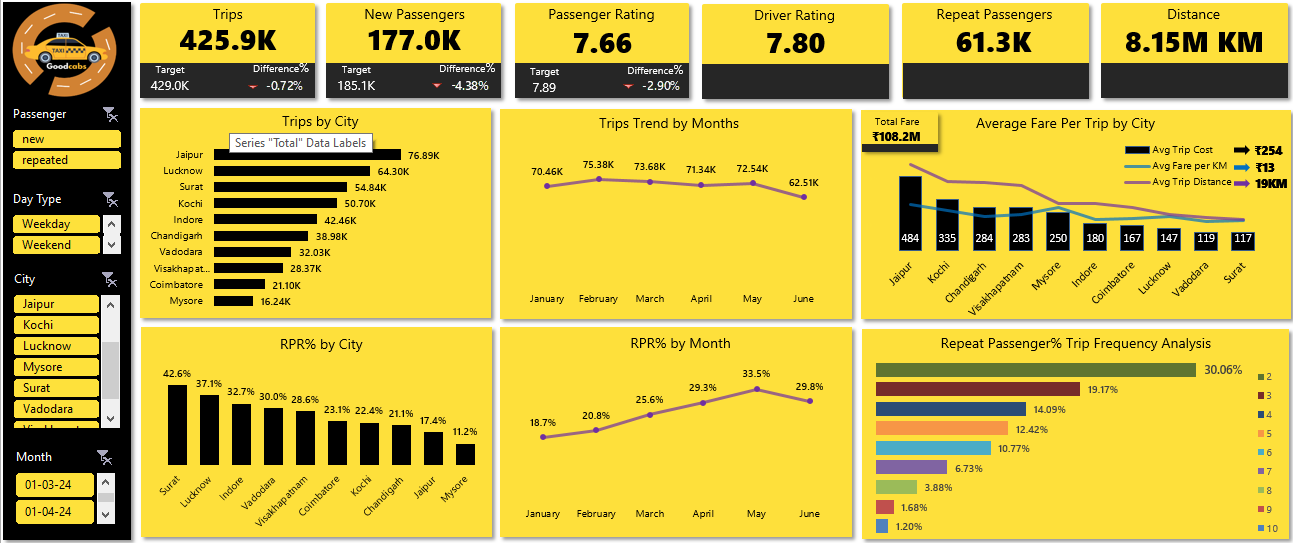 TAXI
TAXI
Goodcabs
Passenger
new
repeated
Day Type
Weekday
Weekend
City
Jaipur
Kochi
Lucknow
Mysore
Surat
Vadodara
Month
01-03-24
01-04-24
Trips
425.9K
Target
Difference%
429.0K
-0.72%
New Passengers
177.0K
Target
Difference%
185.1K
-4.38%
Passenger Rating
7.66
Target
Difference%
7.89
-2.90%
Driver Rating
7.80
Repeat Passengers
61.3K
Distance
8.15M KM
Trips by City
Series "Total" Data Labels
Jaipur 76.89K
Lucknow 64.30K
Surat 54.84K
Kochi 50.70K
Indore 42.46K
Chandigarh 38.98K
Vadodara 32.03K
Visakhapat... 28.37K
Coimbatore 21.10K
Mysore 16.24K
Trips Trend by Months
70.46K 75.38K 73.68K 71.34K 72.54K 62.51K
January February March April May June
Total Fare
₹108.2M
Average Fare Per Trip by City
Avg Trip Cost ₹254
Avg Fare per KM ₹13
Avg Trip Distance 19KM
484 335 284 283 250 180 167 147 119 117
Jaipur Kochi Chandigarh Visakhapatnam Mysore Indore Coimbatore Lucknow Vadodara Surat
RPR% by City
42.6% 37.1% 32.7% 30.0% 28.6% 23.1% 22.4% 21.1% 17.4% 11.2%
Surat Lucknow Indore Vadodara Visakhapatnam Coimbatore Kochi Chandigarh Jaipur Mysore
RPR% by Month
18.7% 20.8% 25.6% 29.3% 33.5% 29.8%
January February March April May June
Repeat Passenger% Trip Frequency Analysis
30.06%
19.17%
14.09%
12.42%
10.77%
6.73%
3.88%
1.68%
1.20%
2
3
4
5
6
7
8
9
10